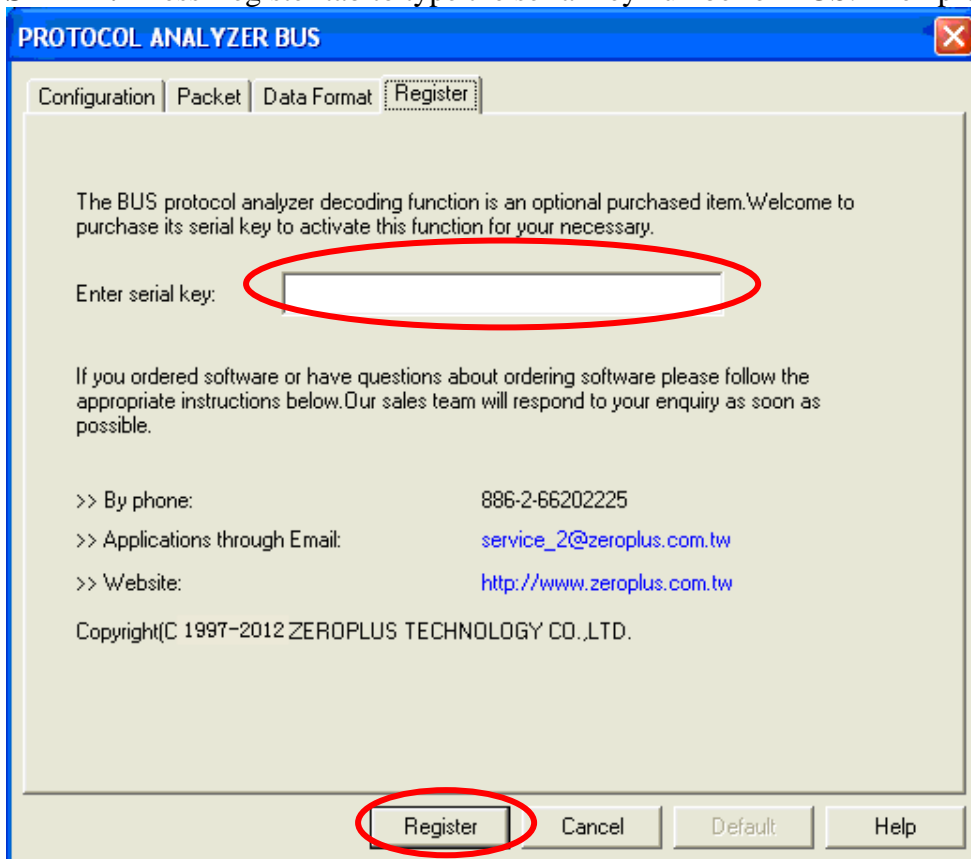 PROTOCOL ANALYZER BUS
Configuration Packet Data Format Register
The BUS protocol analyzer decoding function is an optional purchased item.Welcome to
purchase its serial key to activate this function for your necessary.
Enter serial key:
If you ordered software or have questions about ordering software please follow the
appropriate instructions below.Our sales team will respond to your enquiry as soon as
possible.
>> By phone: 886-2-66202225
>> Applications through Email: service_2@zeroplus.com.tw
>> Website: http://www.zeroplus.com.tw
Copyright(C 1997-2012 ZEROPLUS TECHNOLOGY CO.,LTD.
Register Cancel Default Help